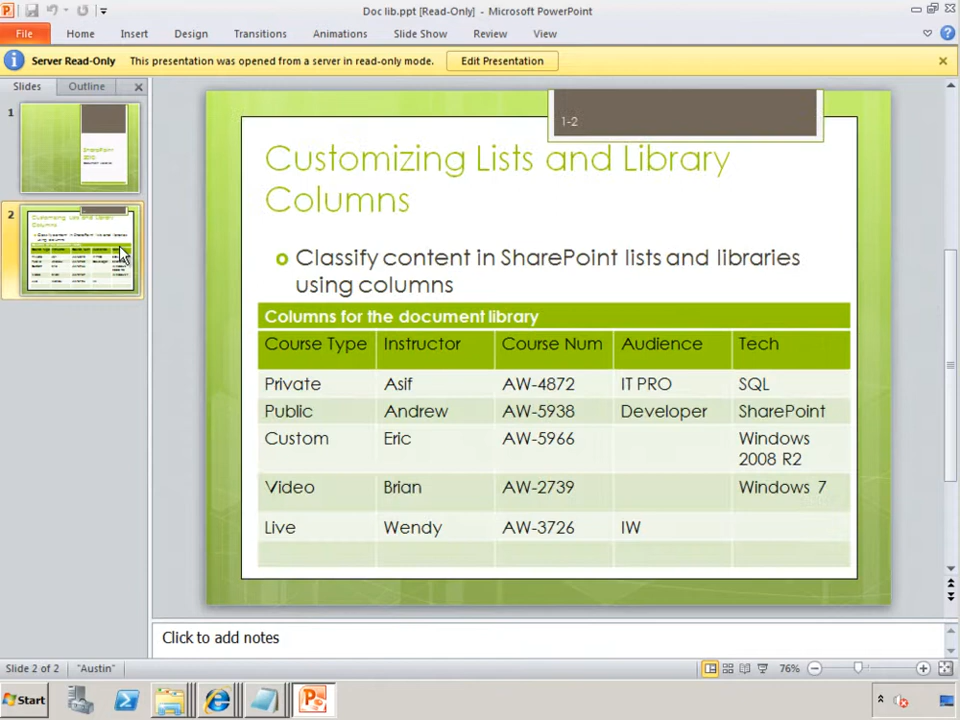 Doc lib.ppt [Read-Only] - Microsoft PowerPoint
File Home Insert Design Transitions Animations Slide Show Review View
Server Read-Only This presentation was opened from a server in read-only mode. Edit Presentation
Slides Outline
1
SharePoint
2010
2
1-2
Customizing Lists and Library
Columns
Classify content in SharePoint lists and libraries
using columns
Columns for the document library
Course Type Instructor Course Num Audience Tech
Private Asif AW-4872 IT PRO SQL
Public Andrew AW-5938 Developer SharePoint
Custom Eric AW-5966 Windows
2008 R2
Video Brian AW-2739 Windows 7
Live Wendy AW-3726 IW
Click to add notes
Slide 2 of 2 "Austin" 76%
Start